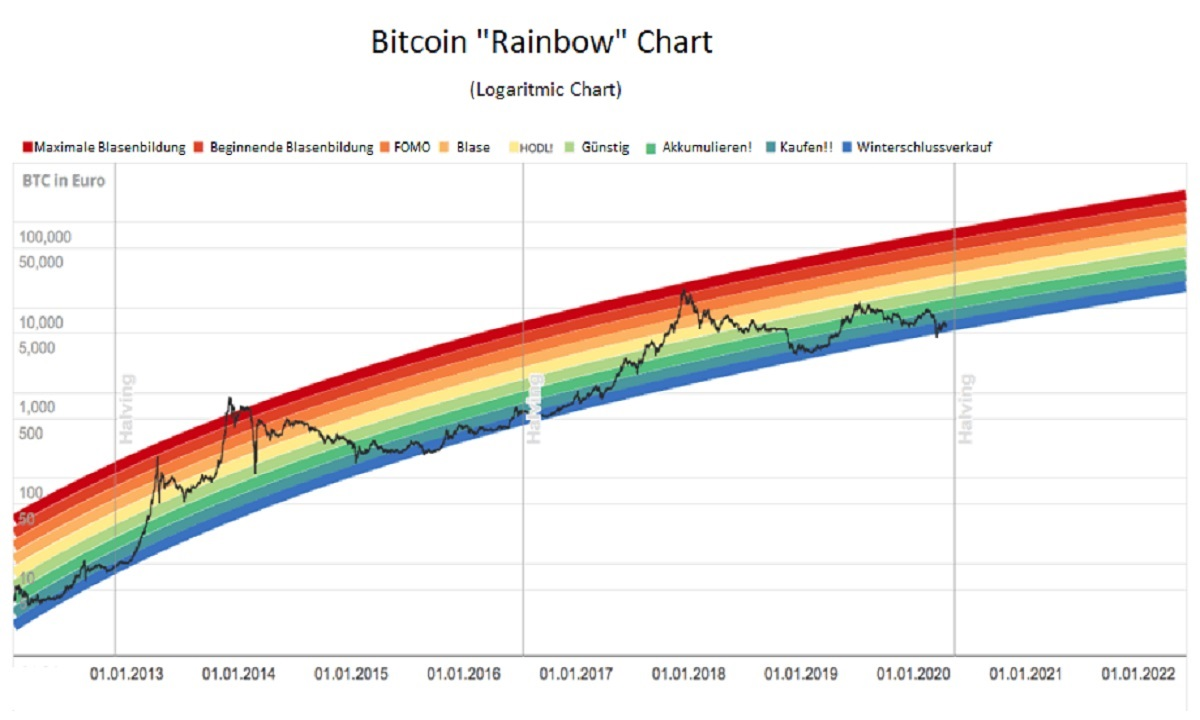 Bitcoin "Rainbow" Chart
(Logaritmic Chart)
Maximale Blasenbildung Beginnende Blasenbildung FOMO Blase HODL! Günstig Akkumulieren! Kaufen!! Winterschlussverkauf
BTC in Euro
100,000
50,000
10,000
5,000
1,000
500
100
50
10
Halving
Halving
Halving
01.01.2013 01.01.2014 01.01.2015 01.01.2016 01.01.2017 01.01.2018 01.01.2019 01.01.2020 01.01.2021 01.01.2022